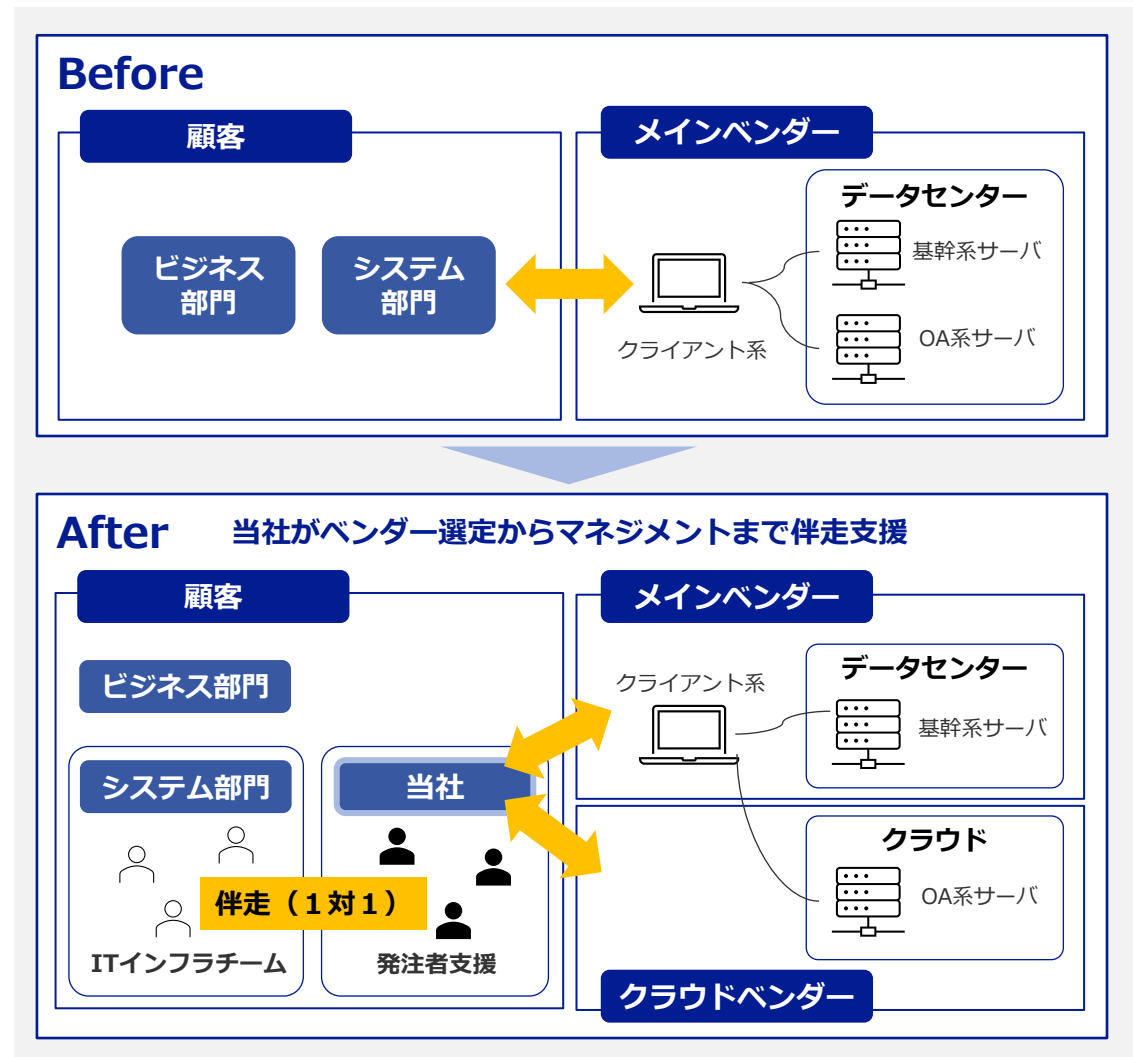 Before
顧客
メインベンダー
データセンター
ビジネス
部門
システム
部門
クライアント系
基幹系サーバ
OA系サーバ
After
当社がベンダー選定からマネジメントまで伴走支援
顧客
メインベンダー
ビジネス部門
システム部門
当社
伴走（１対１）
ITインフラチーム
発注者支援
クライアント系
データセンター
基幹系サーバ
クラウド
OA系サーバ
クラウドベンダー